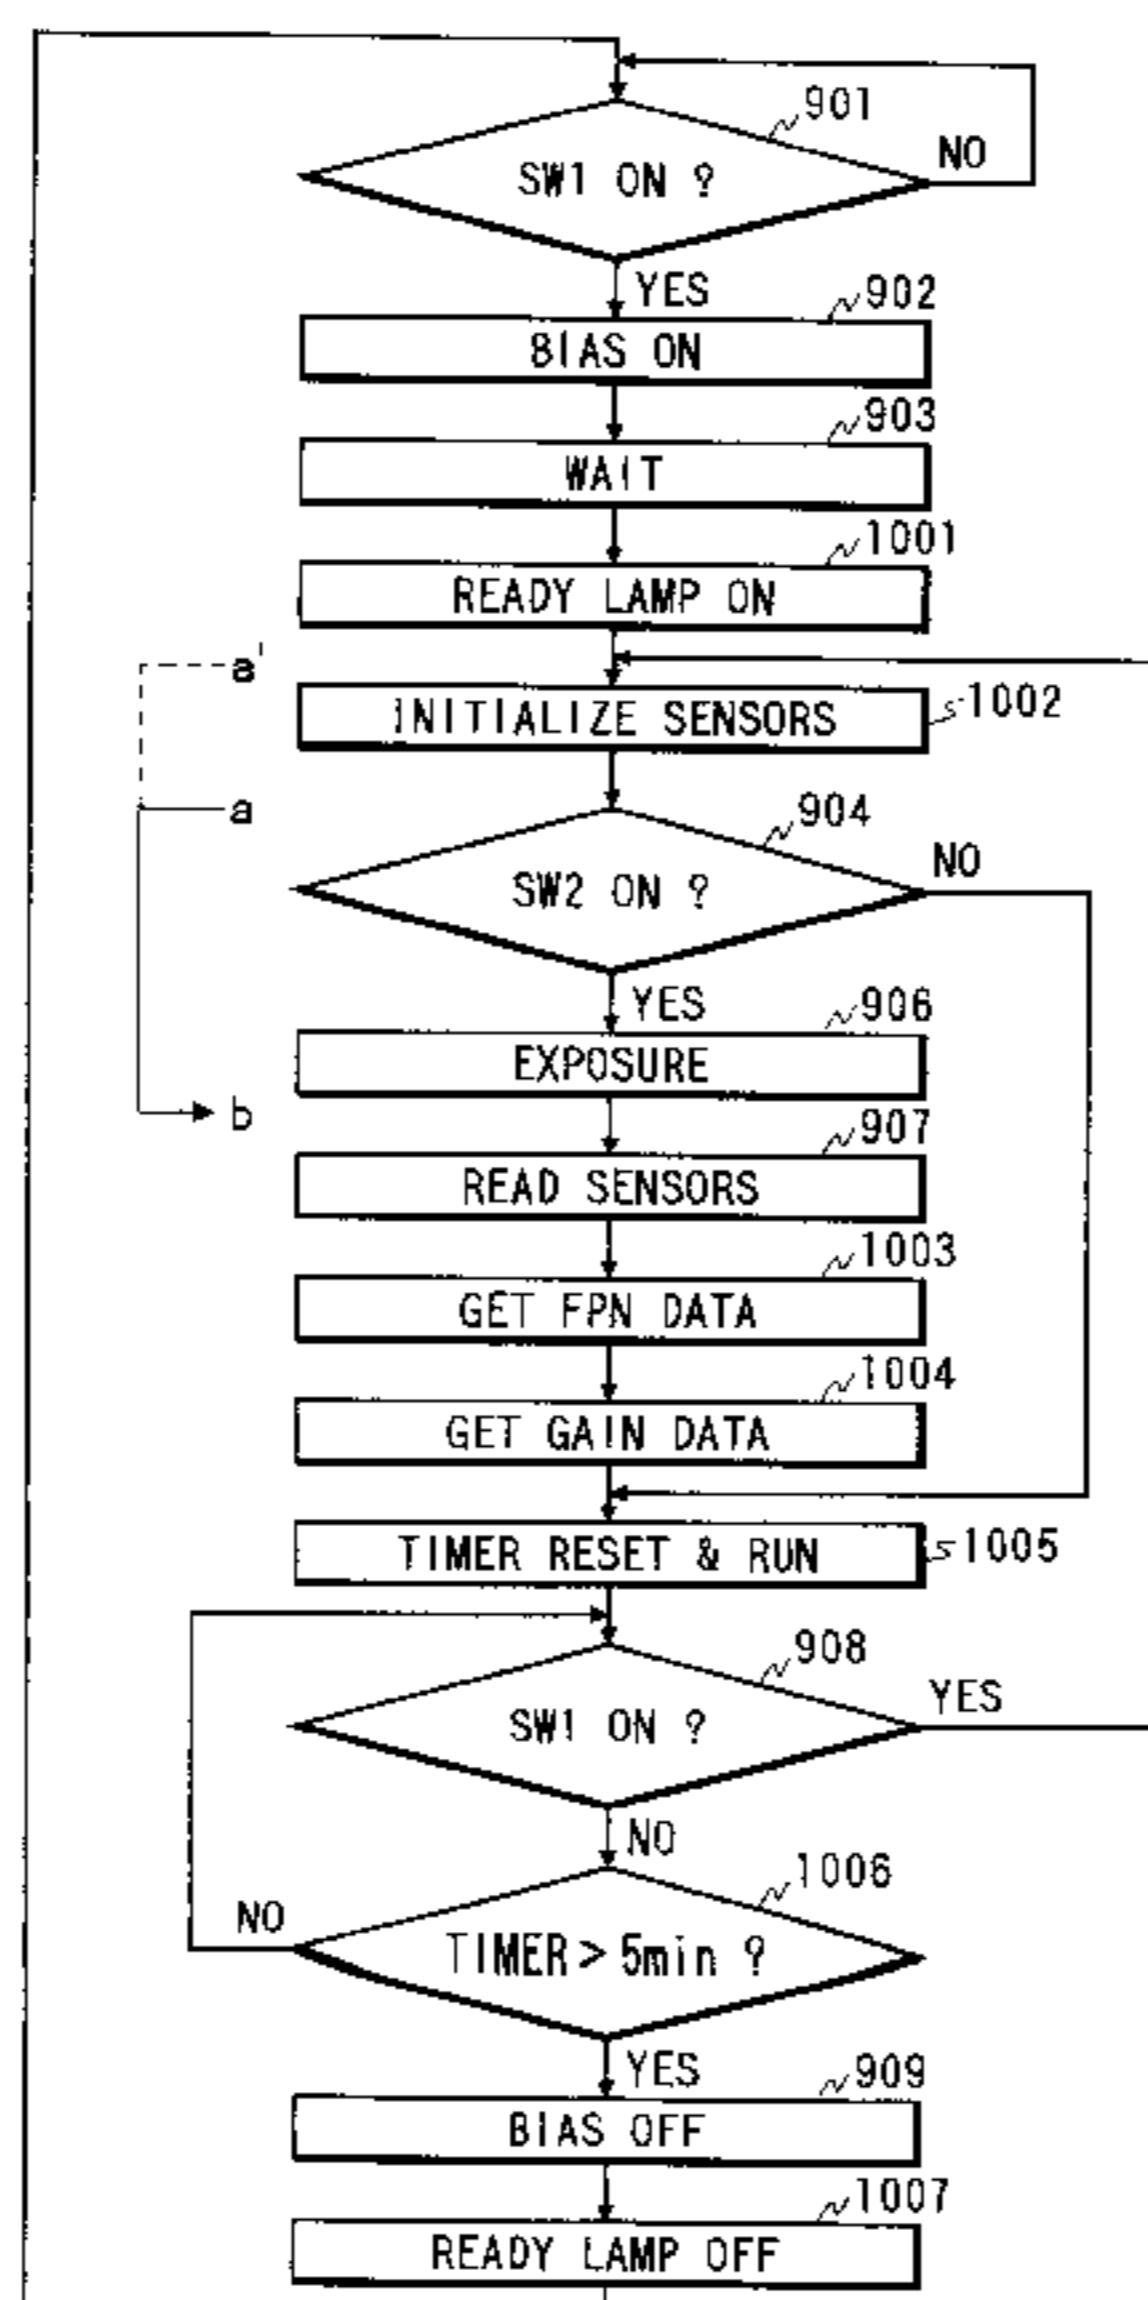 901
SW1 ON ?
NO
YES
902
BIAS ON
903
WAIT
1001
READY LAMP ON
a'
INITIALIZE SENSORS
1002
a
904
SW2 ON ?
NO
YES
906
EXPOSURE
b
907
READ SENSORS
1003
GET FPN DATA
1004
GET GAIN DATA
TIMER RESET & RUN
1005
908
SW1 ON ?
YES
NO
1006
NO
TIMER > 5min ?
YES
909
BIAS OFF
1007
READY LAMP OFF